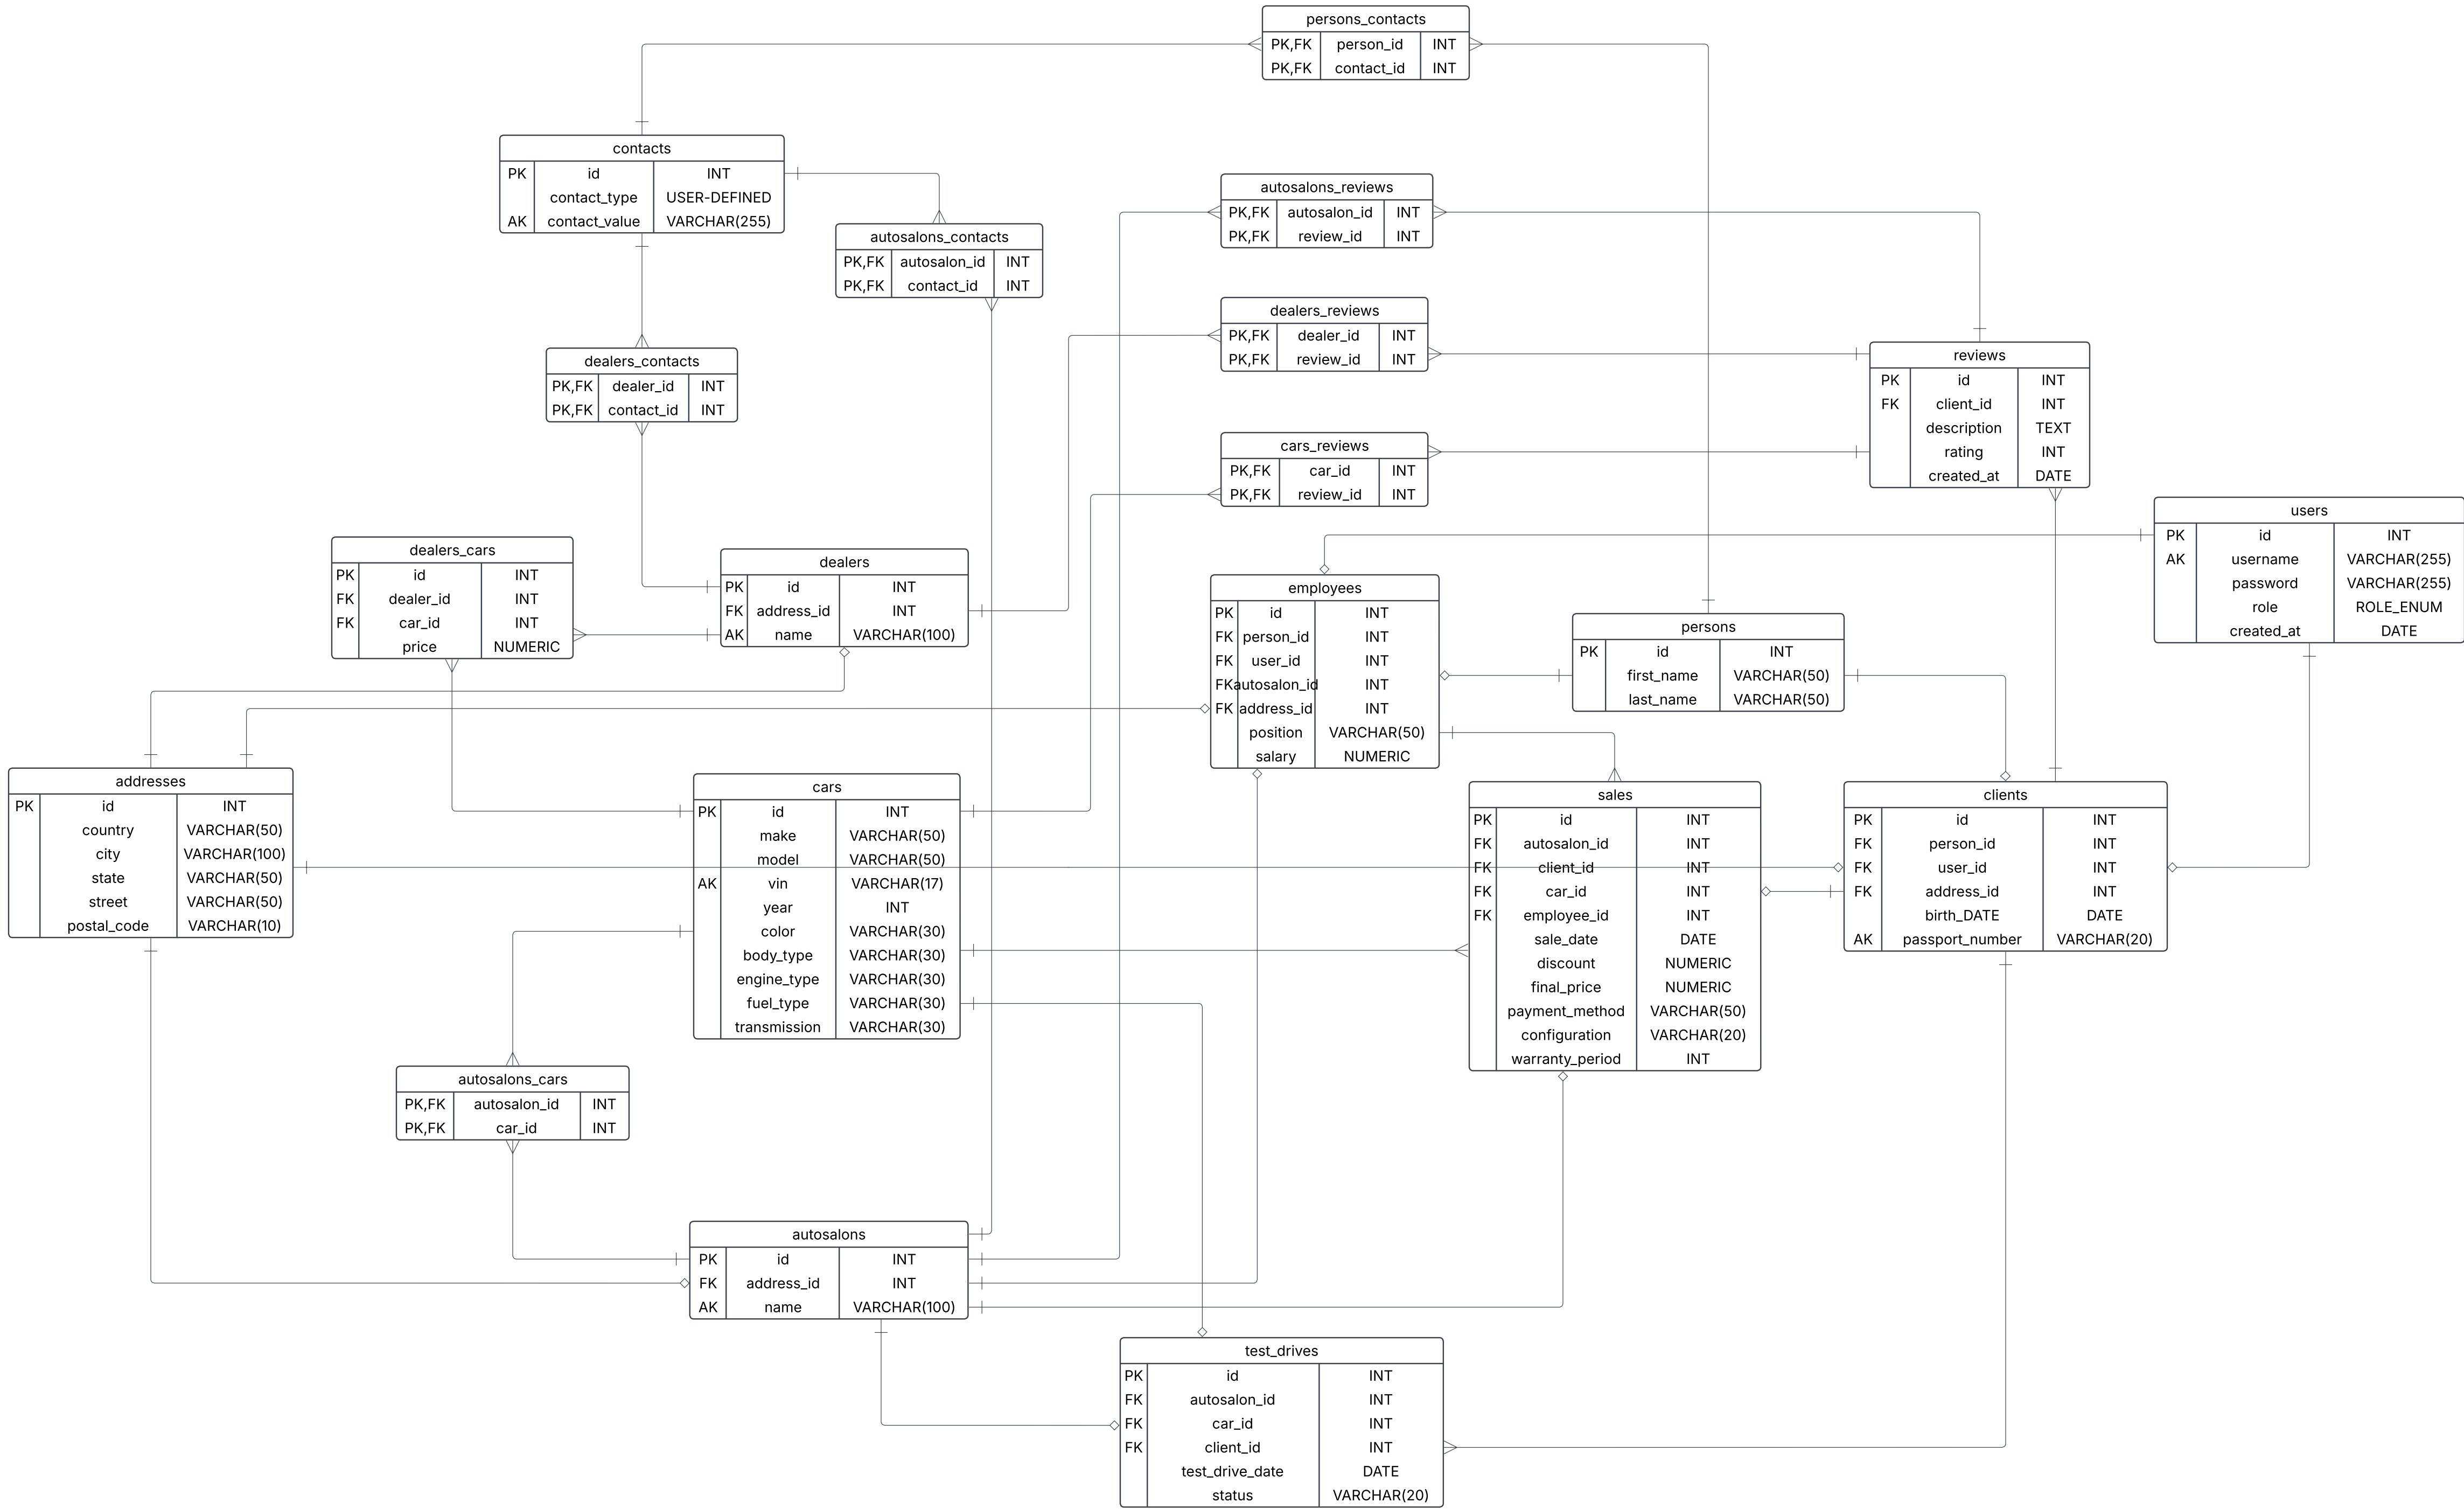 persons_contacts
PK,FK person_id INT
PK,FK contact_id INT
contacts
PK id INT
contact_type USER-DEFINED
AK contact_value VARCHAR(255)
autosalons_reviews
PK,FK autosalon_id INT
PK,FK review_id INT
autosalons_contacts
PK,FK autosalon_id INT
PK,FK contact_id INT
dealers_reviews
PK,FK dealer_id INT
PK,FK review_id INT
dealers_contacts
PK,FK dealer_id INT
PK,FK contact_id INT
reviews
PK id INT
FK client_id INT
description TEXT
rating INT
created_at DATE
cars_reviews
PK,FK car_id INT
PK,FK review_id INT
users
PK id INT
AK username VARCHAR(255)
password VARCHAR(255)
role ROLE_ENUM
created_at DATE
dealers_cars
PK id INT
FK dealer_id INT
FK car_id INT
price NUMERIC
dealers
PK id INT
FK address_id INT
AK name VARCHAR(100)
employees
PK id INT
FK person_id INT
FK user_id INT
FK autosalon_id INT
FK address_id INT
position VARCHAR(50)
salary NUMERIC
persons
PK id INT
first_name VARCHAR(50)
last_name VARCHAR(50)
addresses
PK id INT
country VARCHAR(50)
city VARCHAR(100)
state VARCHAR(50)
street VARCHAR(50)
postal_code VARCHAR(10)
cars
PK id INT
make VARCHAR(50)
model VARCHAR(50)
AK vin VARCHAR(17)
year INT
color VARCHAR(30)
body_type VARCHAR(30)
engine_type VARCHAR(30)
fuel_type VARCHAR(30)
transmission VARCHAR(30)
sales
PK id INT
FK autosalon_id INT
FK client_id INT
FK car_id INT
FK employee_id INT
sale_date DATE
discount NUMERIC
final_price NUMERIC
payment_method VARCHAR(50)
configuration VARCHAR(20)
warranty_period INT
clients
PK id INT
FK person_id INT
FK user_id INT
FK address_id INT
birth_DATE DATE
AK passport_number VARCHAR(20)
autosalons_cars
PK,FK autosalon_id INT
PK,FK car_id INT
autosalons
PK id INT
FK address_id INT
AK name VARCHAR(100)
test_drives
PK id INT
FK autosalon_id INT
FK car_id INT
FK client_id INT
test_drive_date DATE
status VARCHAR(20)